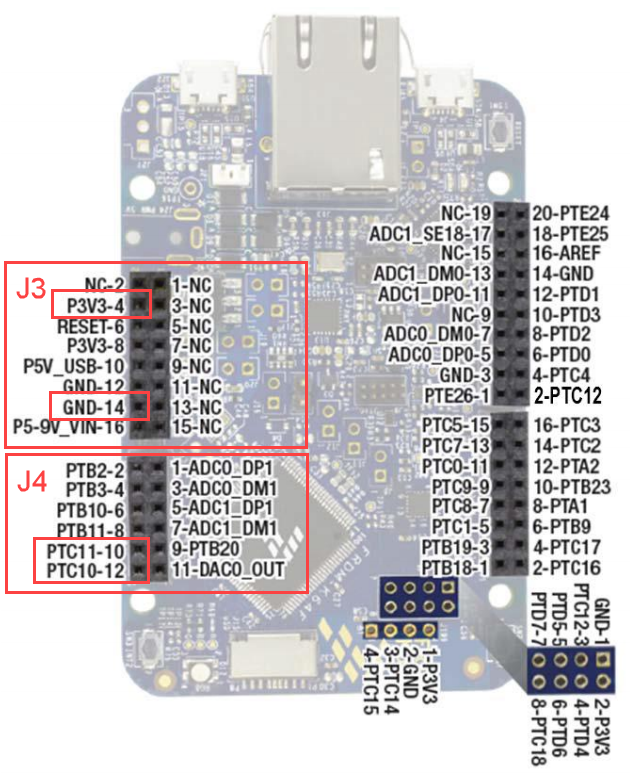 J3
NC-2 1-NC
P3V3-4 3-NC
RESET-6 5-NC
P3V3-8 7-NC
P5V_USB-10 9-NC
GND-12 11-NC
GND-14 13-NC
P5-9V_VIN-16 15-NC
J4
PTB2-2 1-ADC0_DP1
PTB3-4 3-ADC0_DM1
PTB10-6 5-ADC1_DP1
PTB11-8 7-ADC1_DM1
PTC11-10 9-PTB20
PTC10-12 11-DAC0_OUT
NC-19 20-PTE24
ADC1_SE18-17 18-PTE25
NC-15 16-AREF
ADC1_DM0-13 14-GND
ADC1_DP0-11 12-PTD1
NC-9 10-PTD3
ADC0_DM0-7 8-PTD2
ADC0_DP0-5 6-PTD0
GND-3 4-PTC4
PTE26-1 2-PTC12
PTC5-15 16-PTC3
PTC7-13 14-PTC2
PTC0-11 12-PTA2
PTC9-9 10-PTB23
PTC8-7 8-PTA1
PTC1-5 6-PTB9
PTB19-3 4-PTC17
PTB18-1 2-PTC16
FRDM-K64F
4-PTC15
3-PTC14
2-GND
1-P3V3
PTD7-7
PTD5-5
PTC12-3
GND-1
8-PTC18
6-PTD6
4-PTD4
2-P3V3